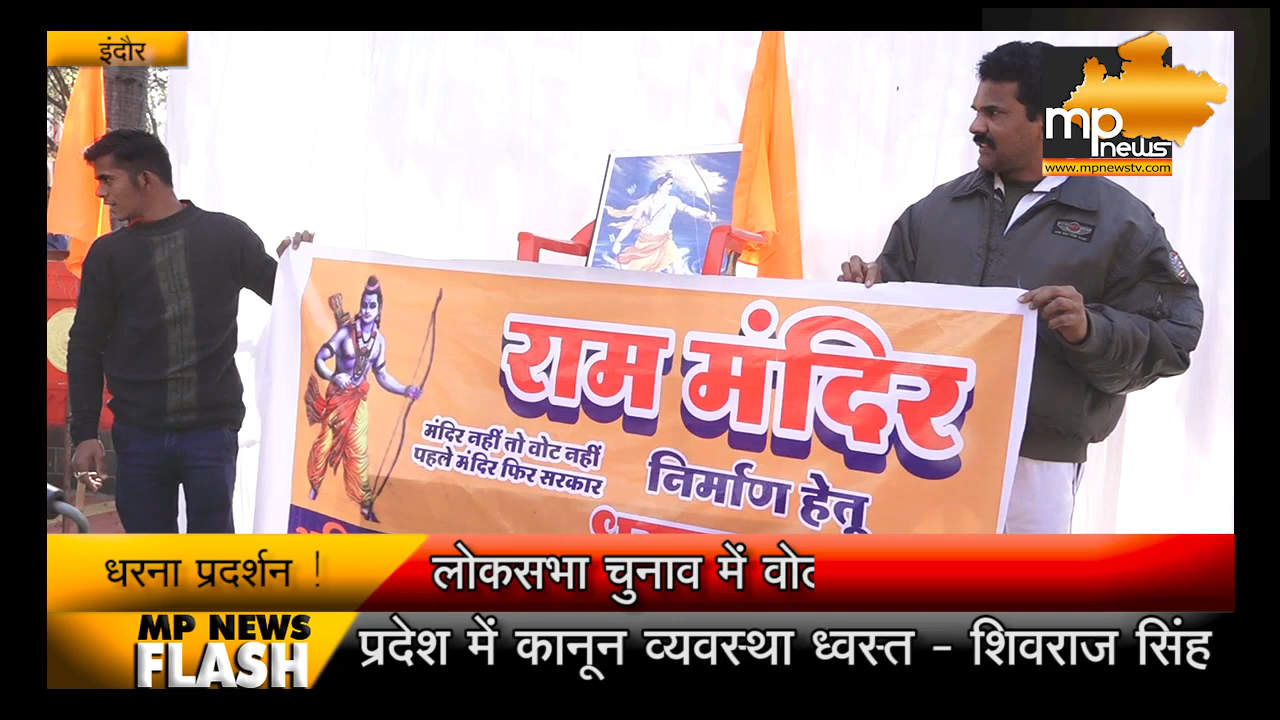 इंदौर
mp
news
www.mpnewstv.com
राम मंदिर
मंदिर नहीं तो वोट नहीं
पहले मंदिर फिर सरकार
निर्माण हेतू
धरना प्रदर्शन !
लोकसभा चुनाव में
MP NEWS
FLASH
प्रदेश में कानून व्यवस्था ध्वस्त - शिवराज सिंह